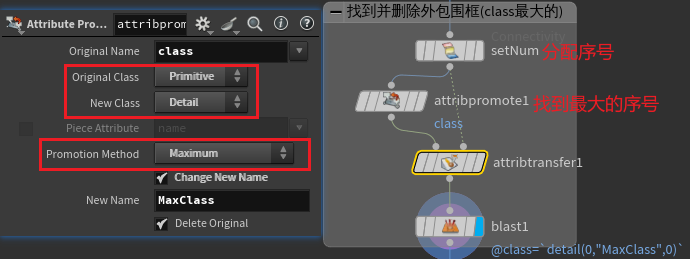 Attribute Pro...
attribprom
Original Name
class
Original Class
Primitive
New Class
Detail
Piece Attribute
name
Promotion Method
Maximum
Change New Name
New Name
MaxClass
Delete Original
找到并删除外包围框(class最大的)
Connectivity
setNum
分配序号
attribpromote1
找到最大的序号
class
attribtransfer1
blast1
@class=`detail(0,"MaxClass",0)`